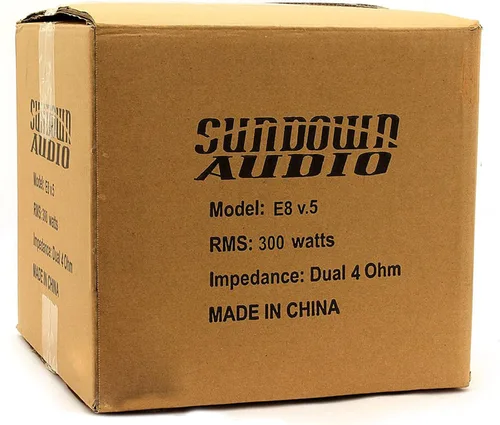 SUNDOWN
AUDIO
Model: E8 v.5
RMS: 300 watts
Impedance: Dual 4 Ohm
MADE IN CHINA
SUNDOWN
AUDIO
Model: E8 v.5
RMS: 300 watts
Impedance: Dual 4 Ohm
MADE IN CHINA